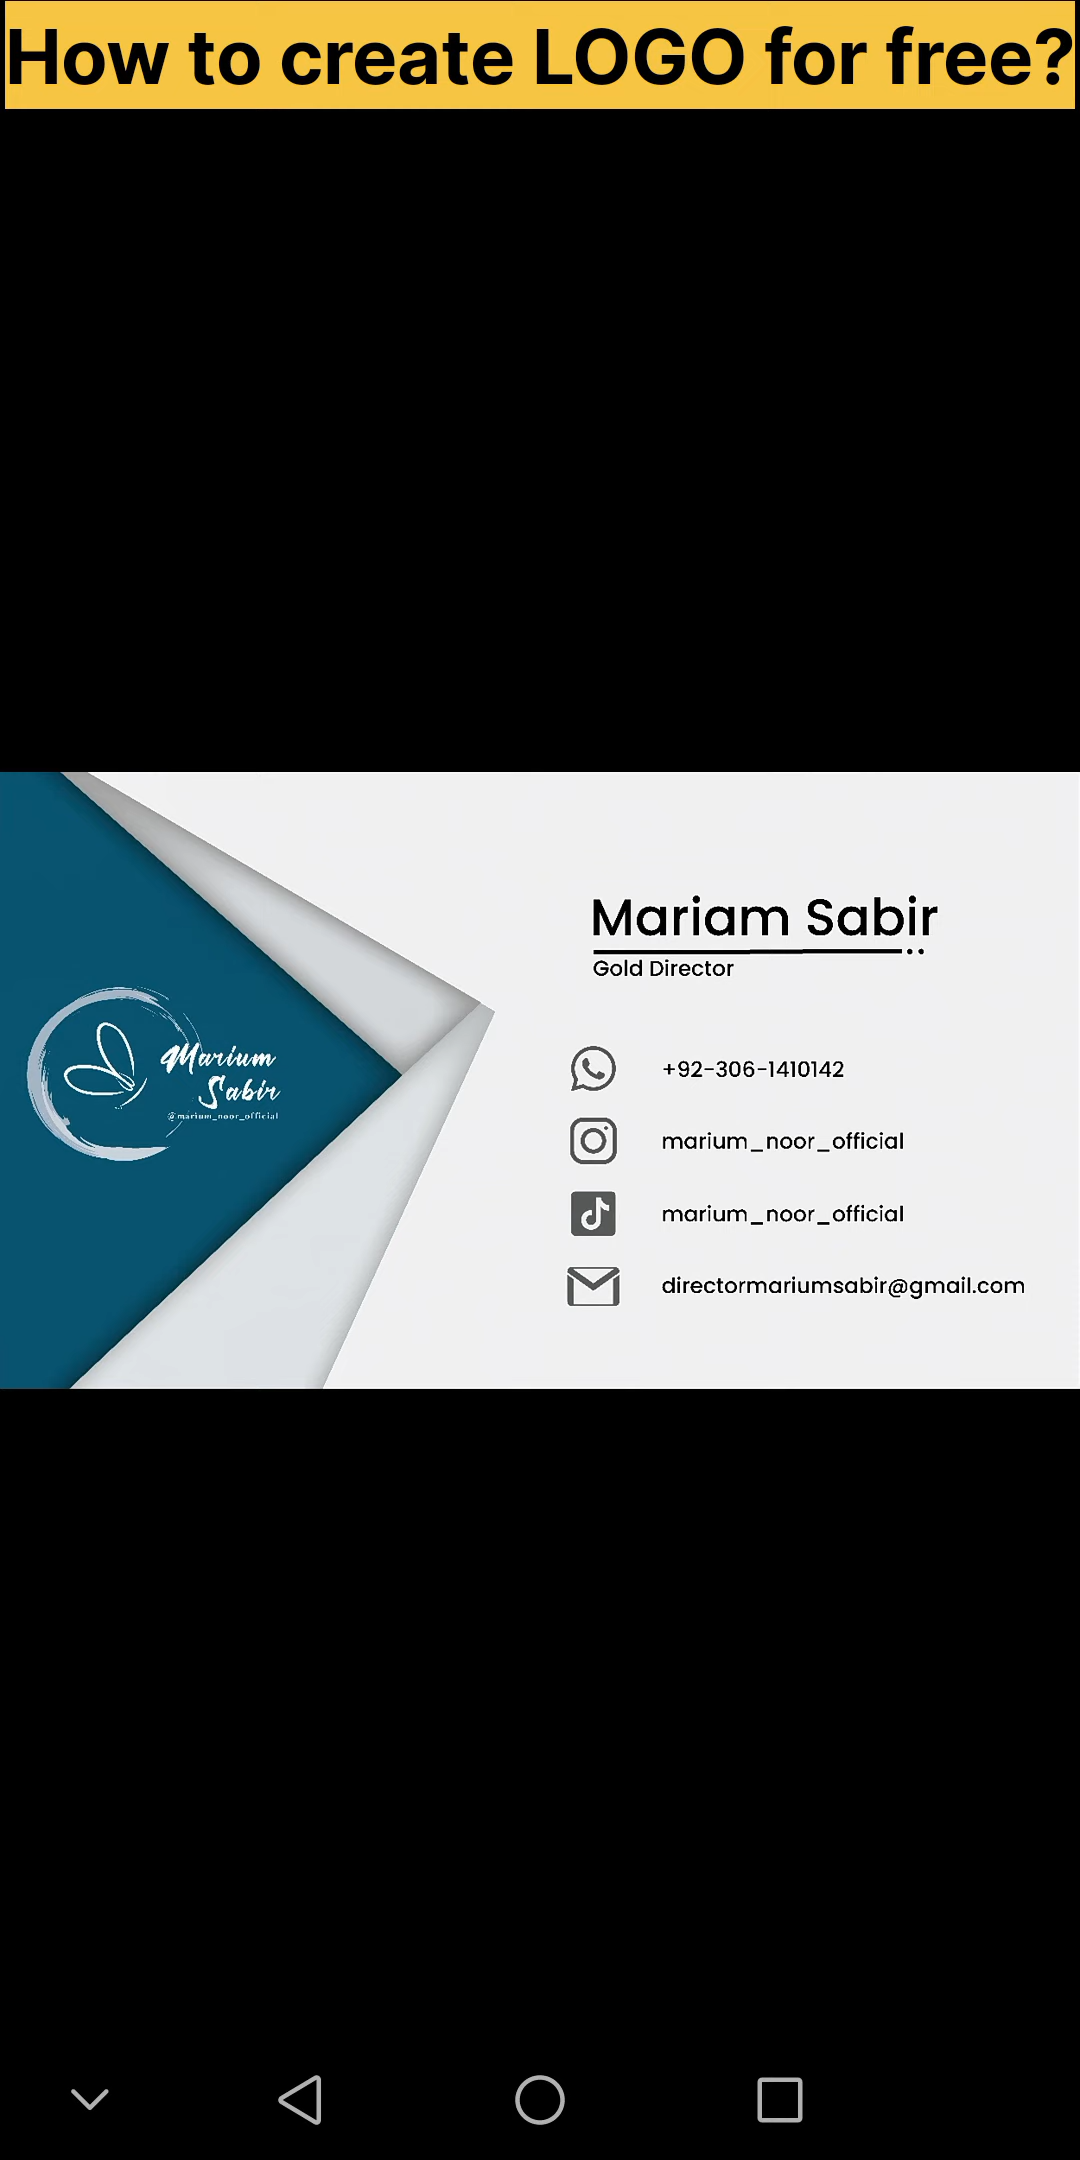 How to create LOGO for free?
Mariam Sabir
Gold Director
Marium
Sabir
@marium_noor_official
+92-306-1410142
marium_noor_official
marium_noor_official
directormariumsabir@gmail.com